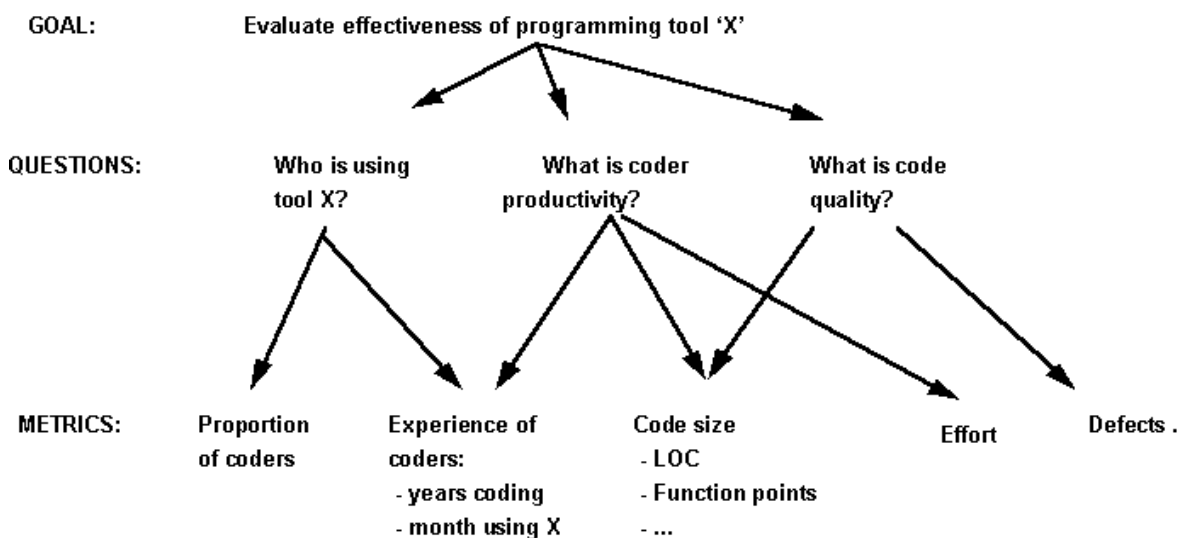 GOAL: Evaluate effectiveness of programming tool ‘X’
QUESTIONS: Who is using What is coder What is code
tool X? productivity? quality?
METRICS: Proportion Experience of Code size Effort Defects .
of coders coders: - LOC
- years coding - Function points
- month using X - ...